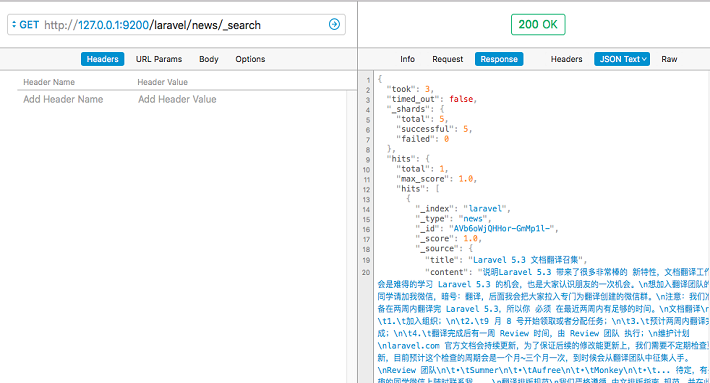 GET http://127.0.0.1:9200/laravel/news/_search
200 OK
Headers URL Params Body Options
Info Request Response Headers JSON Text Raw
Header Name Header Value
Add Header Name Add Header Value
1 {
2 "took": 3,
3 "timed_out": false,
4 "_shards": {
5 "total": 5,
6 "successful": 5,
7 "failed": 0
8 },
9 "hits": {
10 "total": 1,
11 "max_score": 1.0,
12 "hits": [
13 {
14 "_index": "laravel",
15 "_type": "news",
16 "_id": "AVb6oWjQHHor-GnMp1l-",
17 "_score": 1.0,
18 "_source": {
19 "title": "Laravel 5.3 文档翻译召集",
20 "content": "说明Laravel 5.3 带来了很多非常棒的 新特性，文档翻译工作
会是难得的学习 Laravel 5.3 的机会，也是大家认识朋友的一次机会。\n想加入翻译团队的
同学请加我微信，暗号：翻译，后面我会把大家拉入专门为翻译创建的微信群。\n注意：我们准
备在两周内翻译完 Laravel 5.3，所以你 必须 在最近两周内有足够的时间。\n文档翻译\n
\t1.\t加入组织；\n\t2.\t9 月 8 号开始领取或者分配任务；\n\t3.\t预计两周内翻译完
成；\n\t4.\t翻译完成后有一周 Review 时间，由 Review 团队 执行；\n维护计划
\nlaravel.com 官方文档会持续更新，为了保证后续的修改能更新上，我们需要不定期检查更
新，目前预计这个检查的周期会是一个月~三个月一次，到时候会从翻译团队中征集人手。
\nReview 团队\n\t•\tSummer\n\t•\tAufree\n\t•\tMonkey\n\t•\t... 待定，有